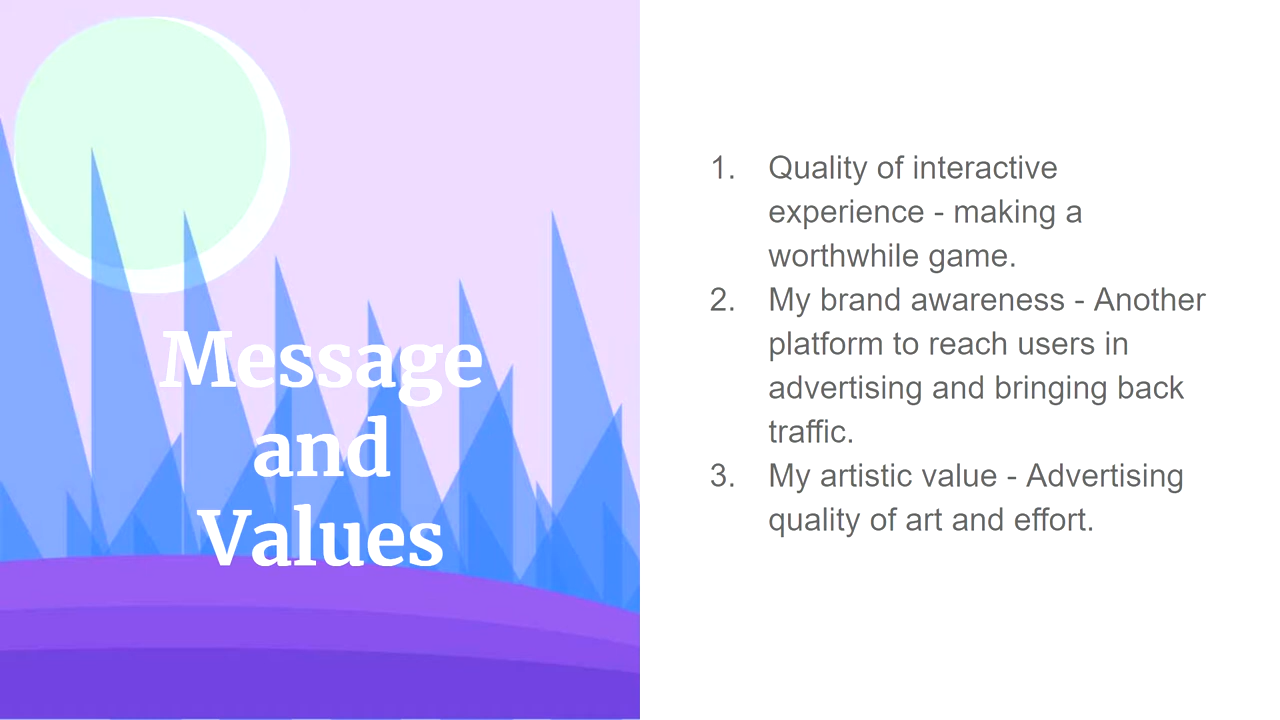 Message
and
Values
1. Quality of interactive
experience - making a
worthwhile game.
2. My brand awareness - Another
platform to reach users in
advertising and bringing back
traffic.
3. My artistic value - Advertising
quality of art and effort.